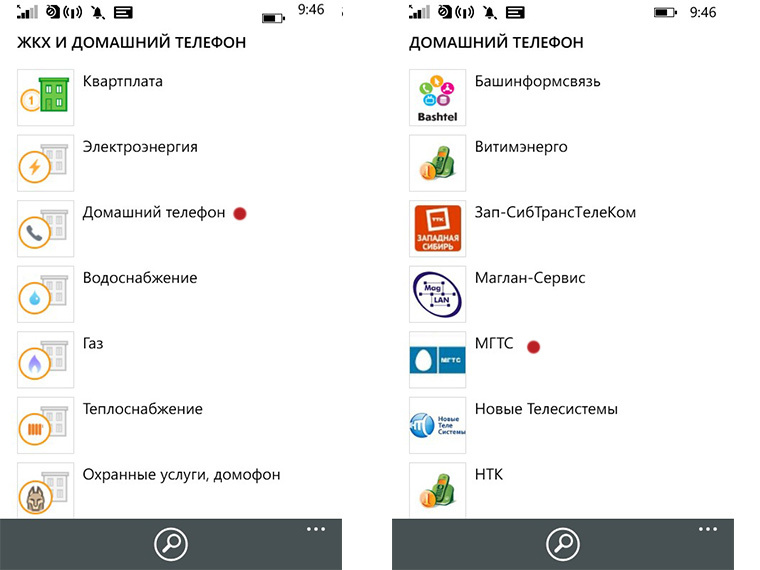 9:46
ЖКХ И ДОМАШНИЙ ТЕЛЕФОН
1
Квартплата
Электроэнергия
Домашний телефон
Водоснабжение
Газ
Теплоснабжение
Охранные услуги, домофон
9:46
ДОМАШНИЙ ТЕЛЕФОН
Bashtel
Башинформсвязь
Витимэнерго
ТТК
ЗАПАДНАЯ
СИБИРЬ
Зап-СибТрансТелеКом
Mag
LAN
Маглан-Сервис
МГТС
МГТС
Новые
Теле
Системы
Новые Телесистемы
НТК